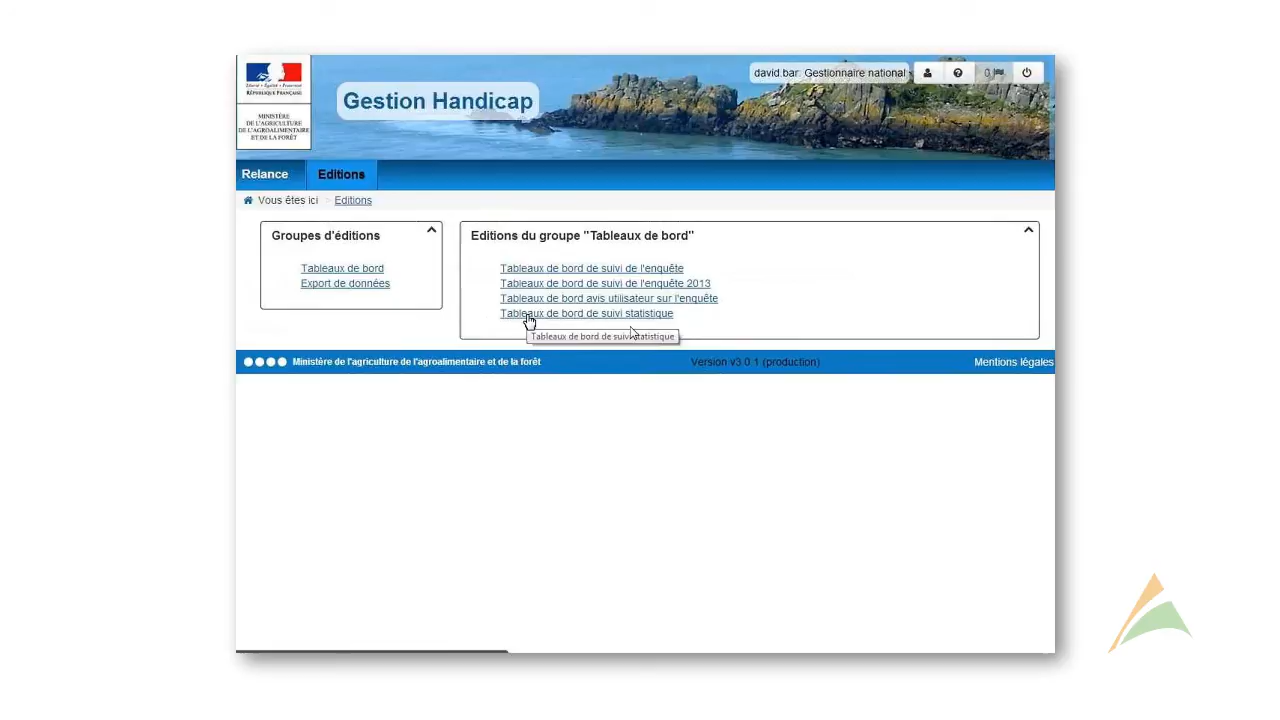 Liberté • Égalité • Fraternité
RÉPUBLIQUE FRANÇAISE
MINISTÈRE
DE L'AGRICULTURE
DE L'AGROALIMENTAIRE
ET DE LA FORÊT
Gestion Handicap
david.bar: Gestionnaire national
0
Relance
Editions
Vous êtes ici > Editions
Groupes d'éditions
Tableaux de bord
Export de données
Editions du groupe "Tableaux de bord"
Tableaux de bord de suivi de l'enquête
Tableaux de bord de suivi de l'enquête 2013
Tableaux de bord avis utilisateur sur l'enquête
Tableaux de bord de suivi statistique
Tableaux de bord de suivi statistique
Ministère de l'agriculture de l'agroalimentaire et de la forêt
Version v3.0.1 (production)
Mentions légales